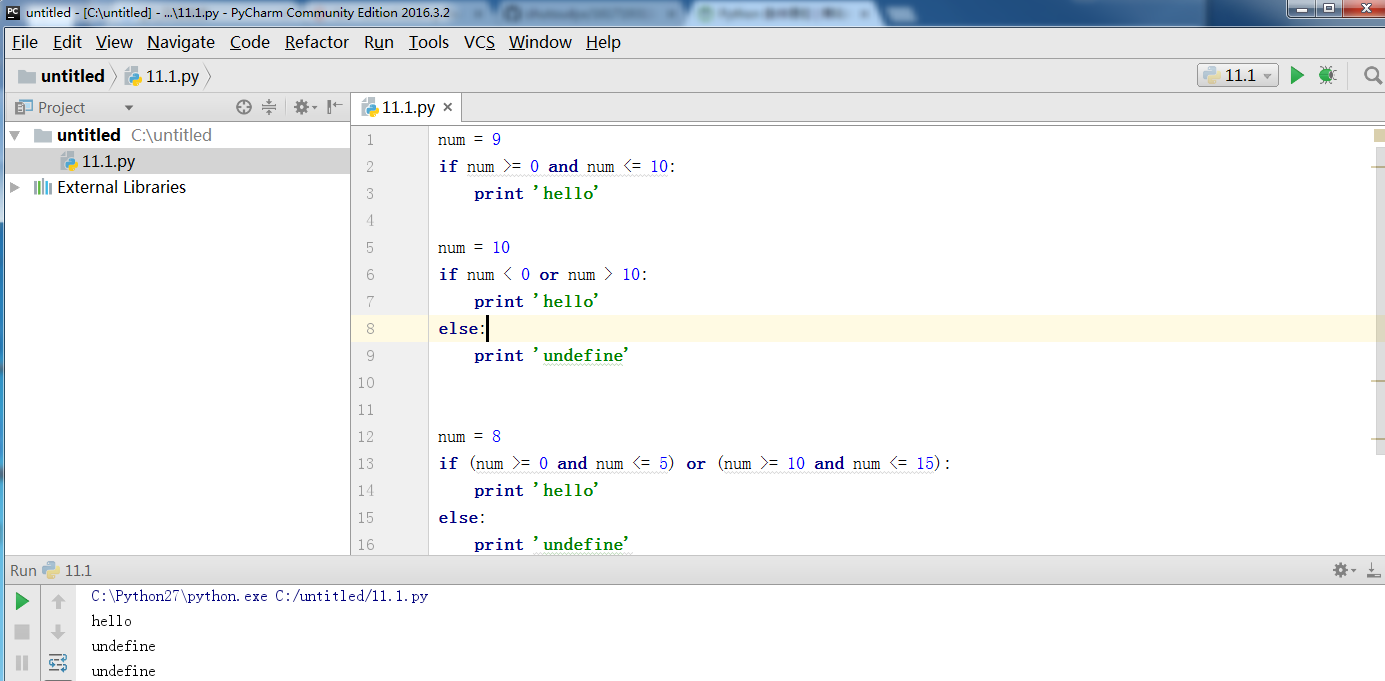 untitled - [C:\untitled] - ...\11.1.py - PyCharm Community Edition 2016.3.2
File Edit View Navigate Code Refactor Run Tools VCS Window Help
untitled 11.1.py 11.1
Project 11.1.py
untitled C:\untitled
11.1.py
External Libraries
1 num = 9
2 if num >= 0 and num <= 10:
3 print 'hello'
4
5 num = 10
6 if num < 0 or num > 10:
7 print 'hello'
8 else:
9 print 'undefine'
10
11
12 num = 8
13 if (num >= 0 and num <= 5) or (num >= 10 and num <= 15):
14 print 'hello'
15 else:
16 print 'undefine'
Run 11.1
C:\Python27\python.exe C:/untitled/11.1.py
hello
undefine
undefine